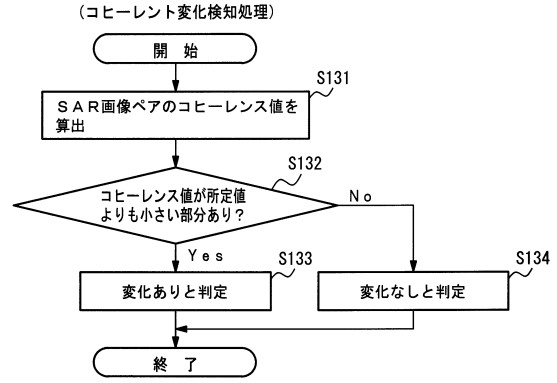 (コヒーレント変化検知処理)
開 始
S131
SAR画像ペアのコヒーレンス値を
算出
S132
コヒーレンス値が所定値
よりも小さい部分あり？
No
Yes
S133
変化ありと判定
S134
変化なしと判定
終 了